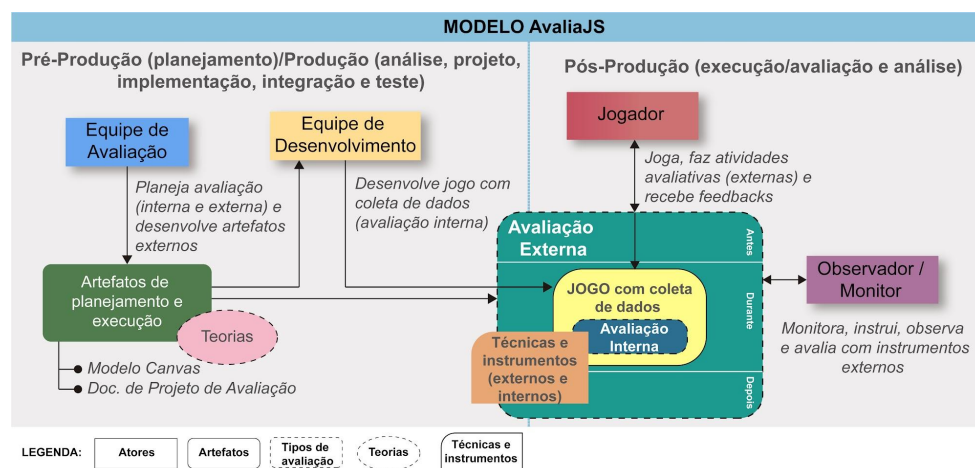 MODELO AvaliaJS
Pré-Produção (planejamento)/Produção (análise, projeto,
implementação, integração e teste)
Pós-Produção (execução/avaliação e análise)
Equipe de
Avaliação
Equipe de
Desenvolvimento
Jogador
Planeja avaliação
(interna e externa) e
desenvolve artefatos
externos
Desenvolve jogo com
coleta de dados
(avaliação interna)
Joga, faz atividades
avaliativas (externas) e
recebe feedbacks
Avaliação
Externa
Antes
Durante
Depois
Artefatos de
planejamento e
execução
Teorias
Modelo Canvas
Doc. de Projeto de Avaliação
JOGO com coleta
de dados
Avaliação
Interna
Técnicas e
instrumentos
(externos e
internos)
Observador /
Monitor
Monitora, instrui, observa
e avalia com instrumentos
externos
LEGENDA:
Atores
Artefatos
Tipos de
avaliação
Teorias
Técnicas e
instrumentos